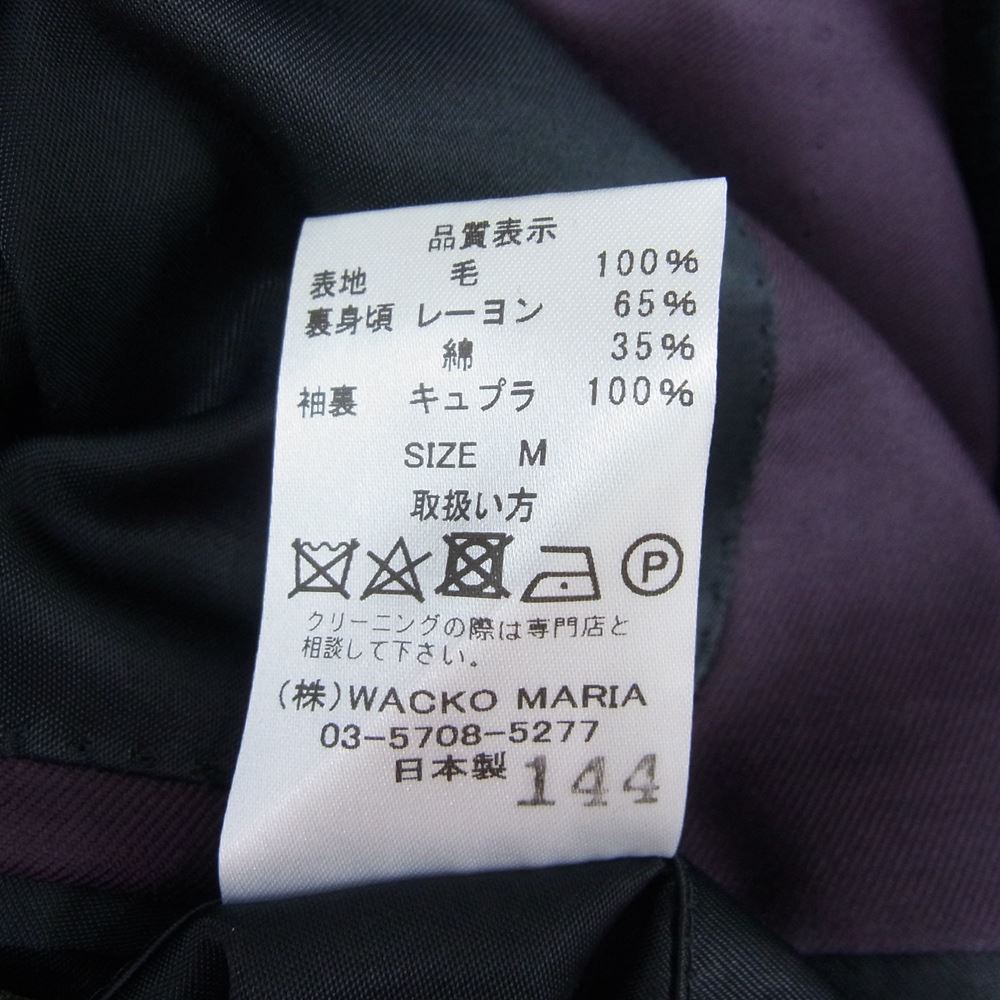 品質表示
表地 毛 100%
裏身頃 レーヨン 65%
綿 35%
袖裏 キュプラ 100%
SIZE M
取扱い方
P
クリーニングの際は専門店と
相談して下さい。
(株)WACKO MARIA
03-5708-5277
日本製 144